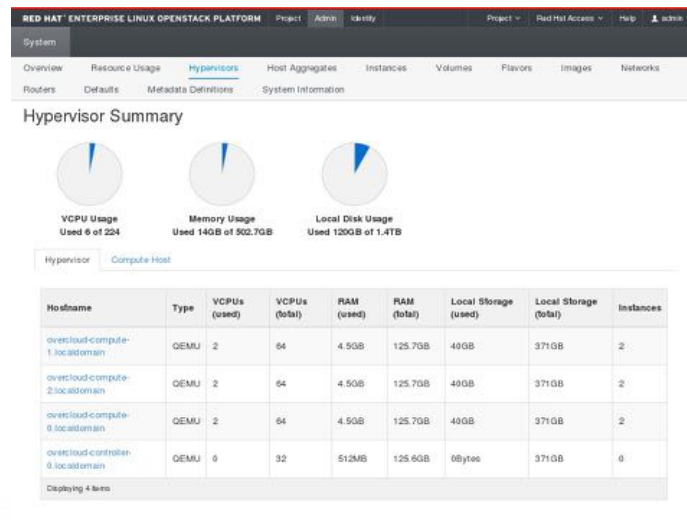 RED HAT ENTERPRISE LINUX OPENSTACK PLATFORM Project Admin Identity Project Red Hat Access Help admin
System
Overview Resource Usage Hypervisors Host Aggregates Instances Volumes Flavors Images Networks
Routers Defaults Metadata Definitions System Information
Hypervisor Summary
VCPU Usage Memory Usage Local Disk Usage
Used 6 of 224 Used 14GB of 502.7GB Used 120GB of 1.4TB
Hypervisor Compute Host
Hostname Type VCPUs (used) VCPUs (total) RAM (used) RAM (total) Local Storage (used) Local Storage (total) Instances
overcloud-compute-
1.localdomain QEMU 2 64 4.5GB 125.7GB 40GB 371GB 2
overcloud-compute-
2.localdomain QEMU 2 64 4.5GB 125.7GB 40GB 371GB 2
overcloud-compute-
0.localdomain QEMU 2 64 4.5GB 125.7GB 40GB 371GB 2
overcloud-controller-
0.localdomain QEMU 0 32 512MB 125.6GB 0Bytes 371GB 0
Displaying 4 items